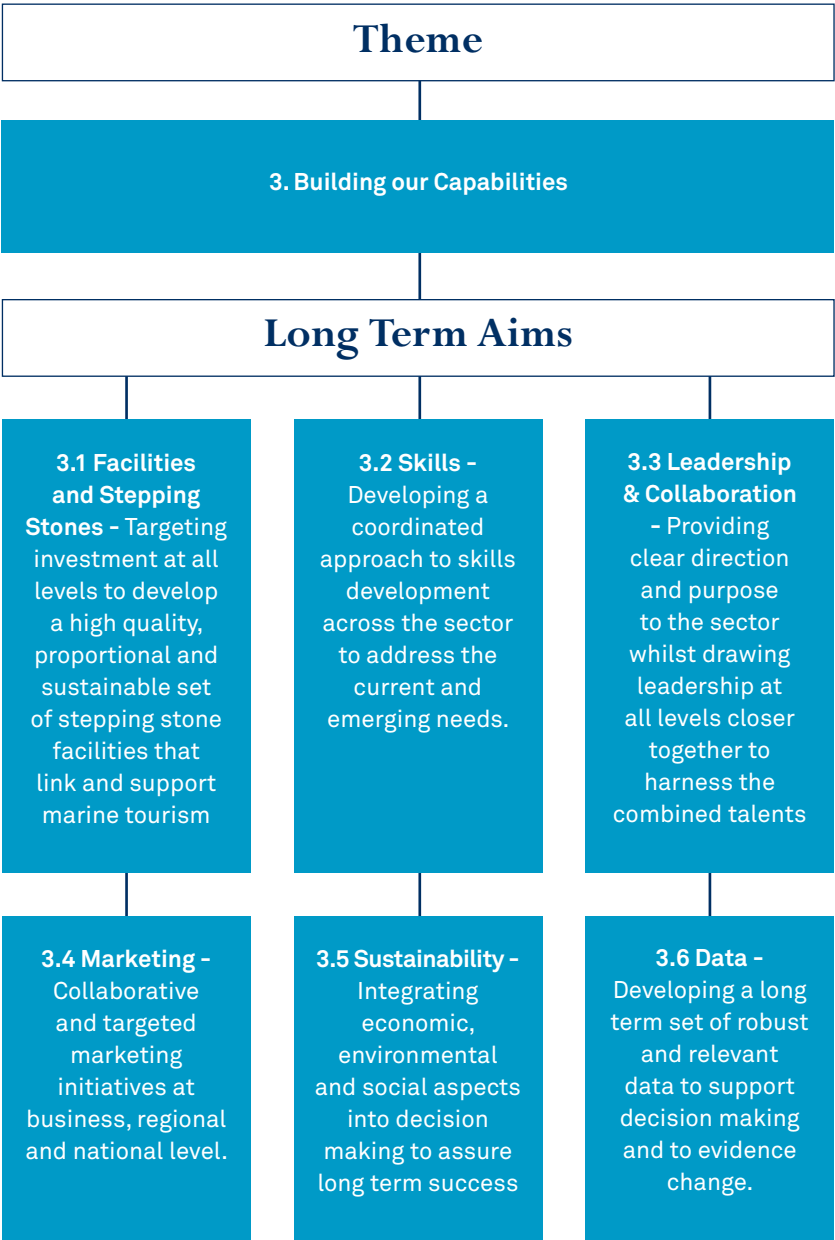 Theme
3. Building our Capabilities
Long Term Aims
3.1 Facilities
and Stepping
Stones - Targeting
investment at all
levels to develop
a high quality,
proportional and
sustainable set
of stepping stone
facilities that
link and support
marine tourism
3.2 Skills -
Developing a
coordinated
approach to skills
development
across the sector
to address the
current and
emerging needs.
3.3 Leadership
& Collaboration
- Providing
clear direction
and purpose
to the sector
whilst drawing
leadership at
all levels closer
together to
harness the
combined talents
3.4 Marketing -
Collaborative
and targeted
marketing
initiatives at
business, regional
and national level.
3.5 Sustainability -
Integrating
economic,
environmental
and social aspects
into decision
making to assure
long term success
3.6 Data -
Developing a long
term set of robust
and relevant
data to support
decision making
and to evidence
change.